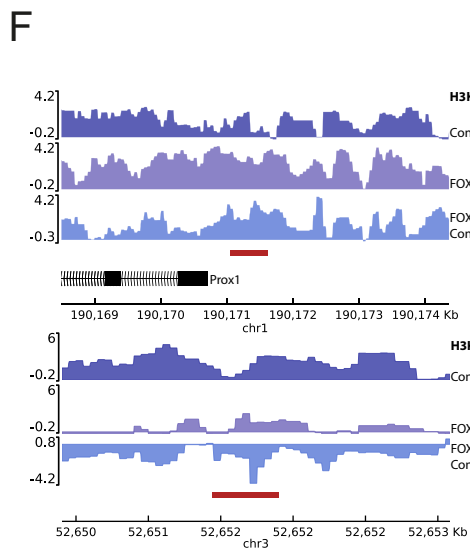 F
4.2
H3K
-0.2
Con
4.2
-0.2
FOX
4.2
FOX
-0.3
Con
Prox1
190,169 190,170 190,171 190,172 190,173 190,174 Kb
chr1
6
H3K
-0.2
Con
6
-0.2
FOX
0.8
FOX
Con
-4.2
52,650 52,651 52,652 52,652 52,652 52,653 Kb
chr3